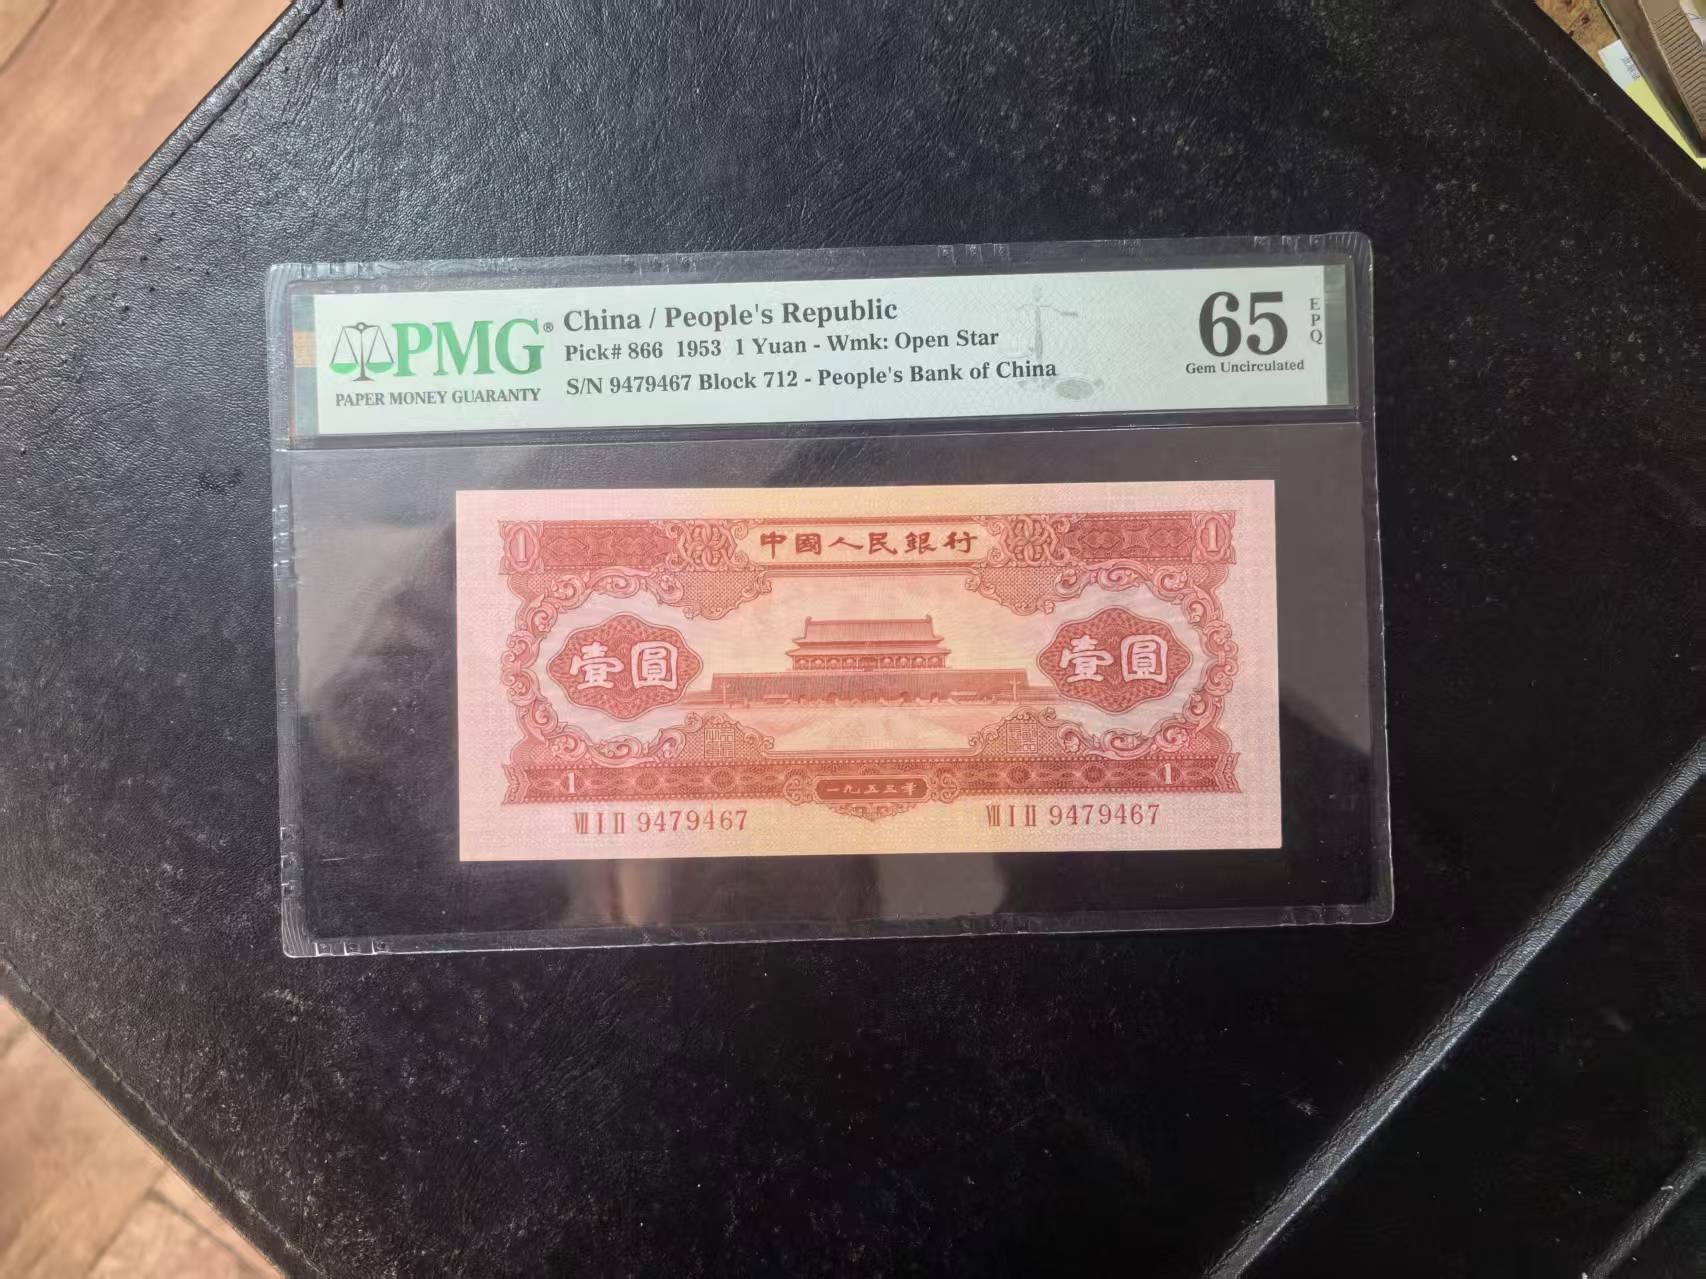 PMG®
PAPER MONEY GUARANTY
China / People's Republic
Pick# 866 1953 1 Yuan - Wmk: Open Star
S/N 9479467 Block 712 - People's Bank of China
65 EPQ
Gem Uncirculated
中國人民銀行
1 1
壹圓 壹圓
1 1
一九五三年
Ⅶ Ⅰ Ⅱ 9479467 Ⅶ Ⅰ Ⅱ 9479467